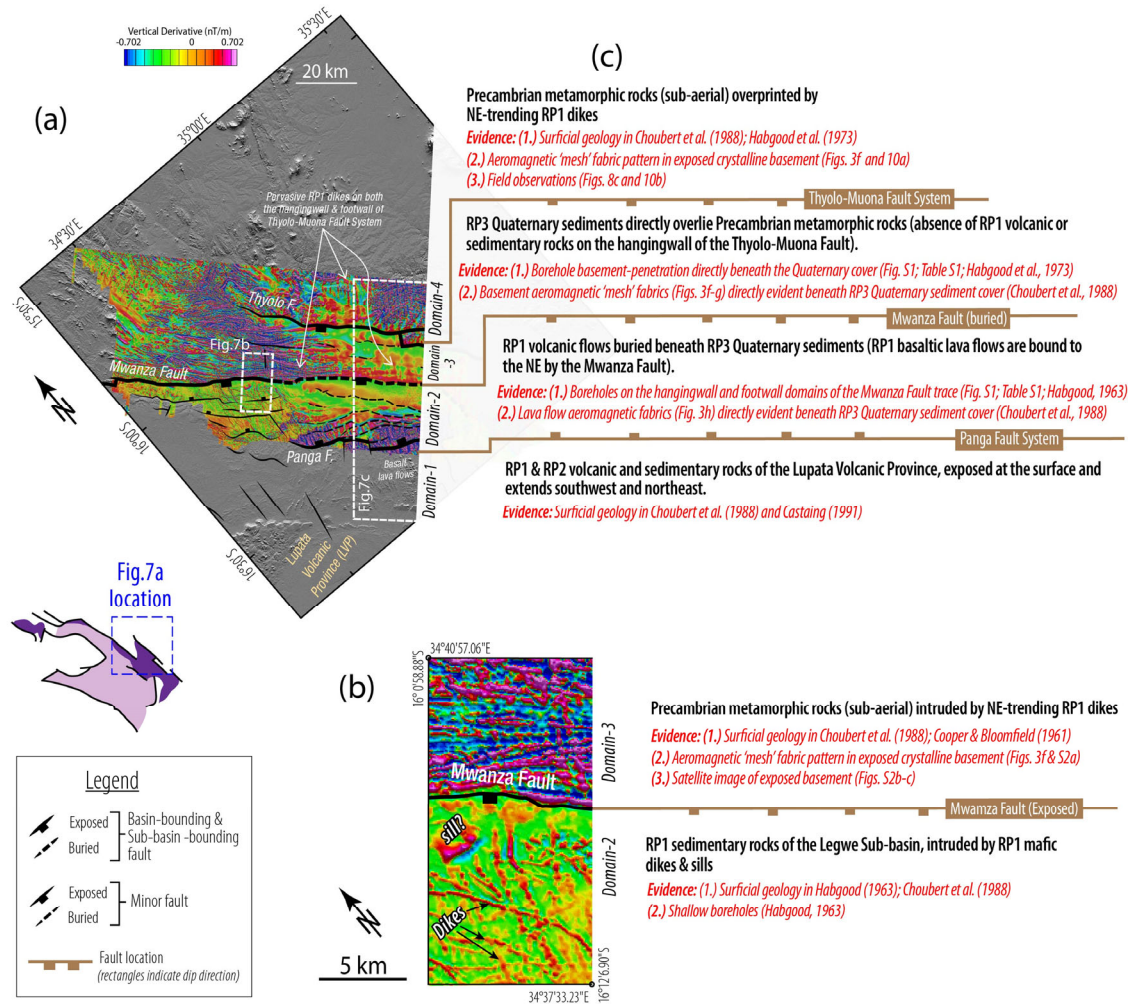 Vertical Derivative (nT/m)
-0.702 0 0.702
(a)
20 km
35°30'E
35°00'E
34°30'E
15°30'S
16°00'S
16°30'S
Pervasive RP1 dikes on both
the hangingwall & footwall of
Thyolo-Muona Fault System
Thyolo F.
Fig.7b
Mwanza Fault
Panga F.
Basalt
lava flows
Fig.7c
Domain-4
Domain
-3
Domain-2
Domain-1
Lupata
Volcanic
Province (LVP)
N
(c)
Precambrian metamorphic rocks (sub-aerial) overprinted by
NE-trending RP1 dikes
Evidence: (1.) Surficial geology in Choubert et al. (1988); Habgood et al. (1973)
(2.) Aeromagnetic ‘mesh’ fabric pattern in exposed crystalline basement (Figs. 3f and 10a)
(3.) Field observations (Figs. 8c and 10b)
Thyolo-Muona Fault System
RP3 Quaternary sediments directly overlie Precambrian metamorphic rocks (absence of RP1 volcanic or
sedimentary rocks on the hangingwall of the Thyolo-Muona Fault).
Evidence: (1.) Borehole basement-penetration directly beneath the Quaternary cover (Fig. S1; Table S1; Habgood et al., 1973)
(2.) Basement aeromagnetic ‘mesh’ fabrics (Figs. 3f-g) directly evident beneath RP3 Quaternary sediment cover (Choubert et al., 1988)
Mwanza Fault (buried)
RP1 volcanic flows buried beneath RP3 Quaternary sediments (RP1 basaltic lava flows are bound to
the NE by the Mwanza Fault).
Evidence: (1.) Boreholes on the hangingwall and footwall domains of the Mwanza Fault trace (Fig. S1; Table S1; Habgood, 1963)
(2.) Lava flow aeromagnetic fabrics (Fig. 3h) directly evident beneath RP3 Quaternary sediment cover (Choubert et al., 1988)
Panga Fault System
RP1 & RP2 volcanic and sedimentary rocks of the Lupata Volcanic Province, exposed at the surface and
extends southwest and northeast.
Evidence: Surficial geology in Choubert et al. (1988) and Castaing (1991)
Fig.7a
location
Legend
Exposed
Buried
Basin-bounding &
Sub-basin -bounding
fault
Exposed
Buried
Minor fault
Fault location
(rectangles indicate dip direction)
(b)
34°40'57.06"E
16° 0'58.88"S
Mwanza Fault
sill?
Dikes
Domain-3
Domain-2
N
5 km
34°37'33.23"E
16°12'6.90"S
Precambrian metamorphic rocks (sub-aerial) intruded by NE-trending RP1 dikes
Evidence: (1.) Surficial geology in Choubert et al. (1988); Cooper & Bloomfield (1961)
(2.) Aeromagnetic ‘mesh’ fabric pattern in exposed crystalline basement (Figs. 3f & S2a)
(3.) Satellite image of exposed basement (Figs. S2b-c)
Mwamza Fault (Exposed)
RP1 sedimentary rocks of the Legwe Sub-basin, intruded by RP1 mafic
dikes & sills
Evidence: (1.) Surficial geology in Habgood (1963); Choubert et al. (1988)
(2.) Shallow boreholes (Habgood, 1963)